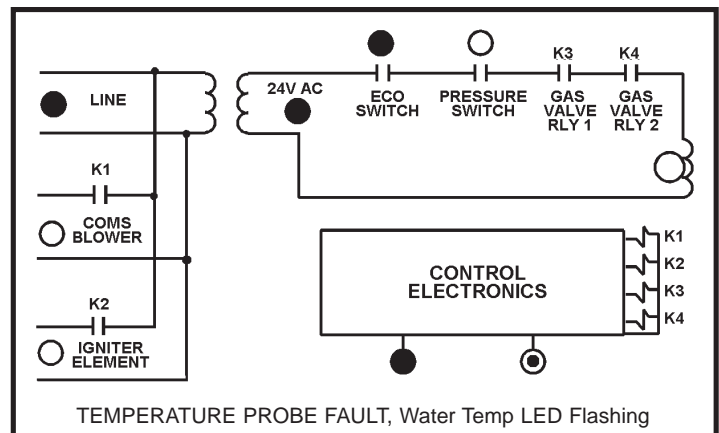 LINE
24V AC
ECO
SWITCH
PRESSURE
SWITCH
K3
GAS
VALVE
RLY 1
K4
GAS
VALVE
RLY 2
K1
COMS
BLOWER
K2
IGNITER
ELEMENT
CONTROL
ELECTRONICS
K1
K2
K3
K4
TEMPERATURE PROBE FAULT, Water Temp LED Flashing